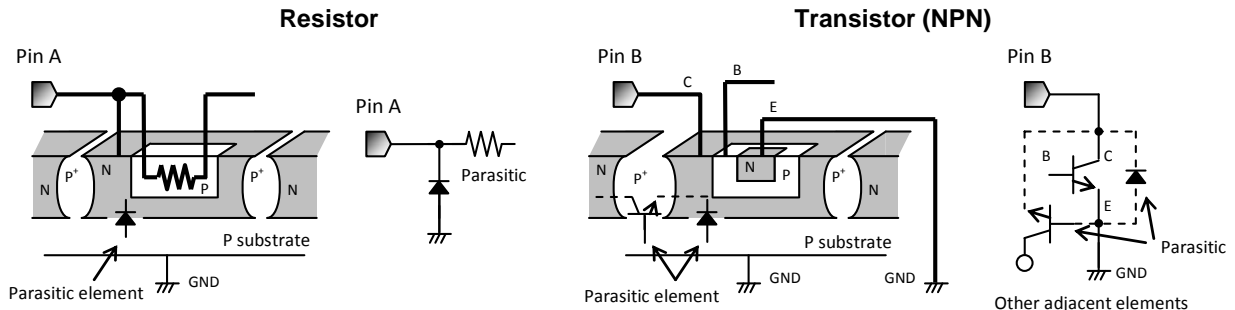 Resistor
Transistor (NPN)
Pin A
Pin A
Parasitic
N
P+
N
P
P+
N
P substrate
GND
Parasitic element
Pin B
C
B
E
N
P+
N
P
P+
N
P substrate
GND
GND
Parasitic element
Pin B
B
C
E
Parasitic
GND
Other adjacent elements